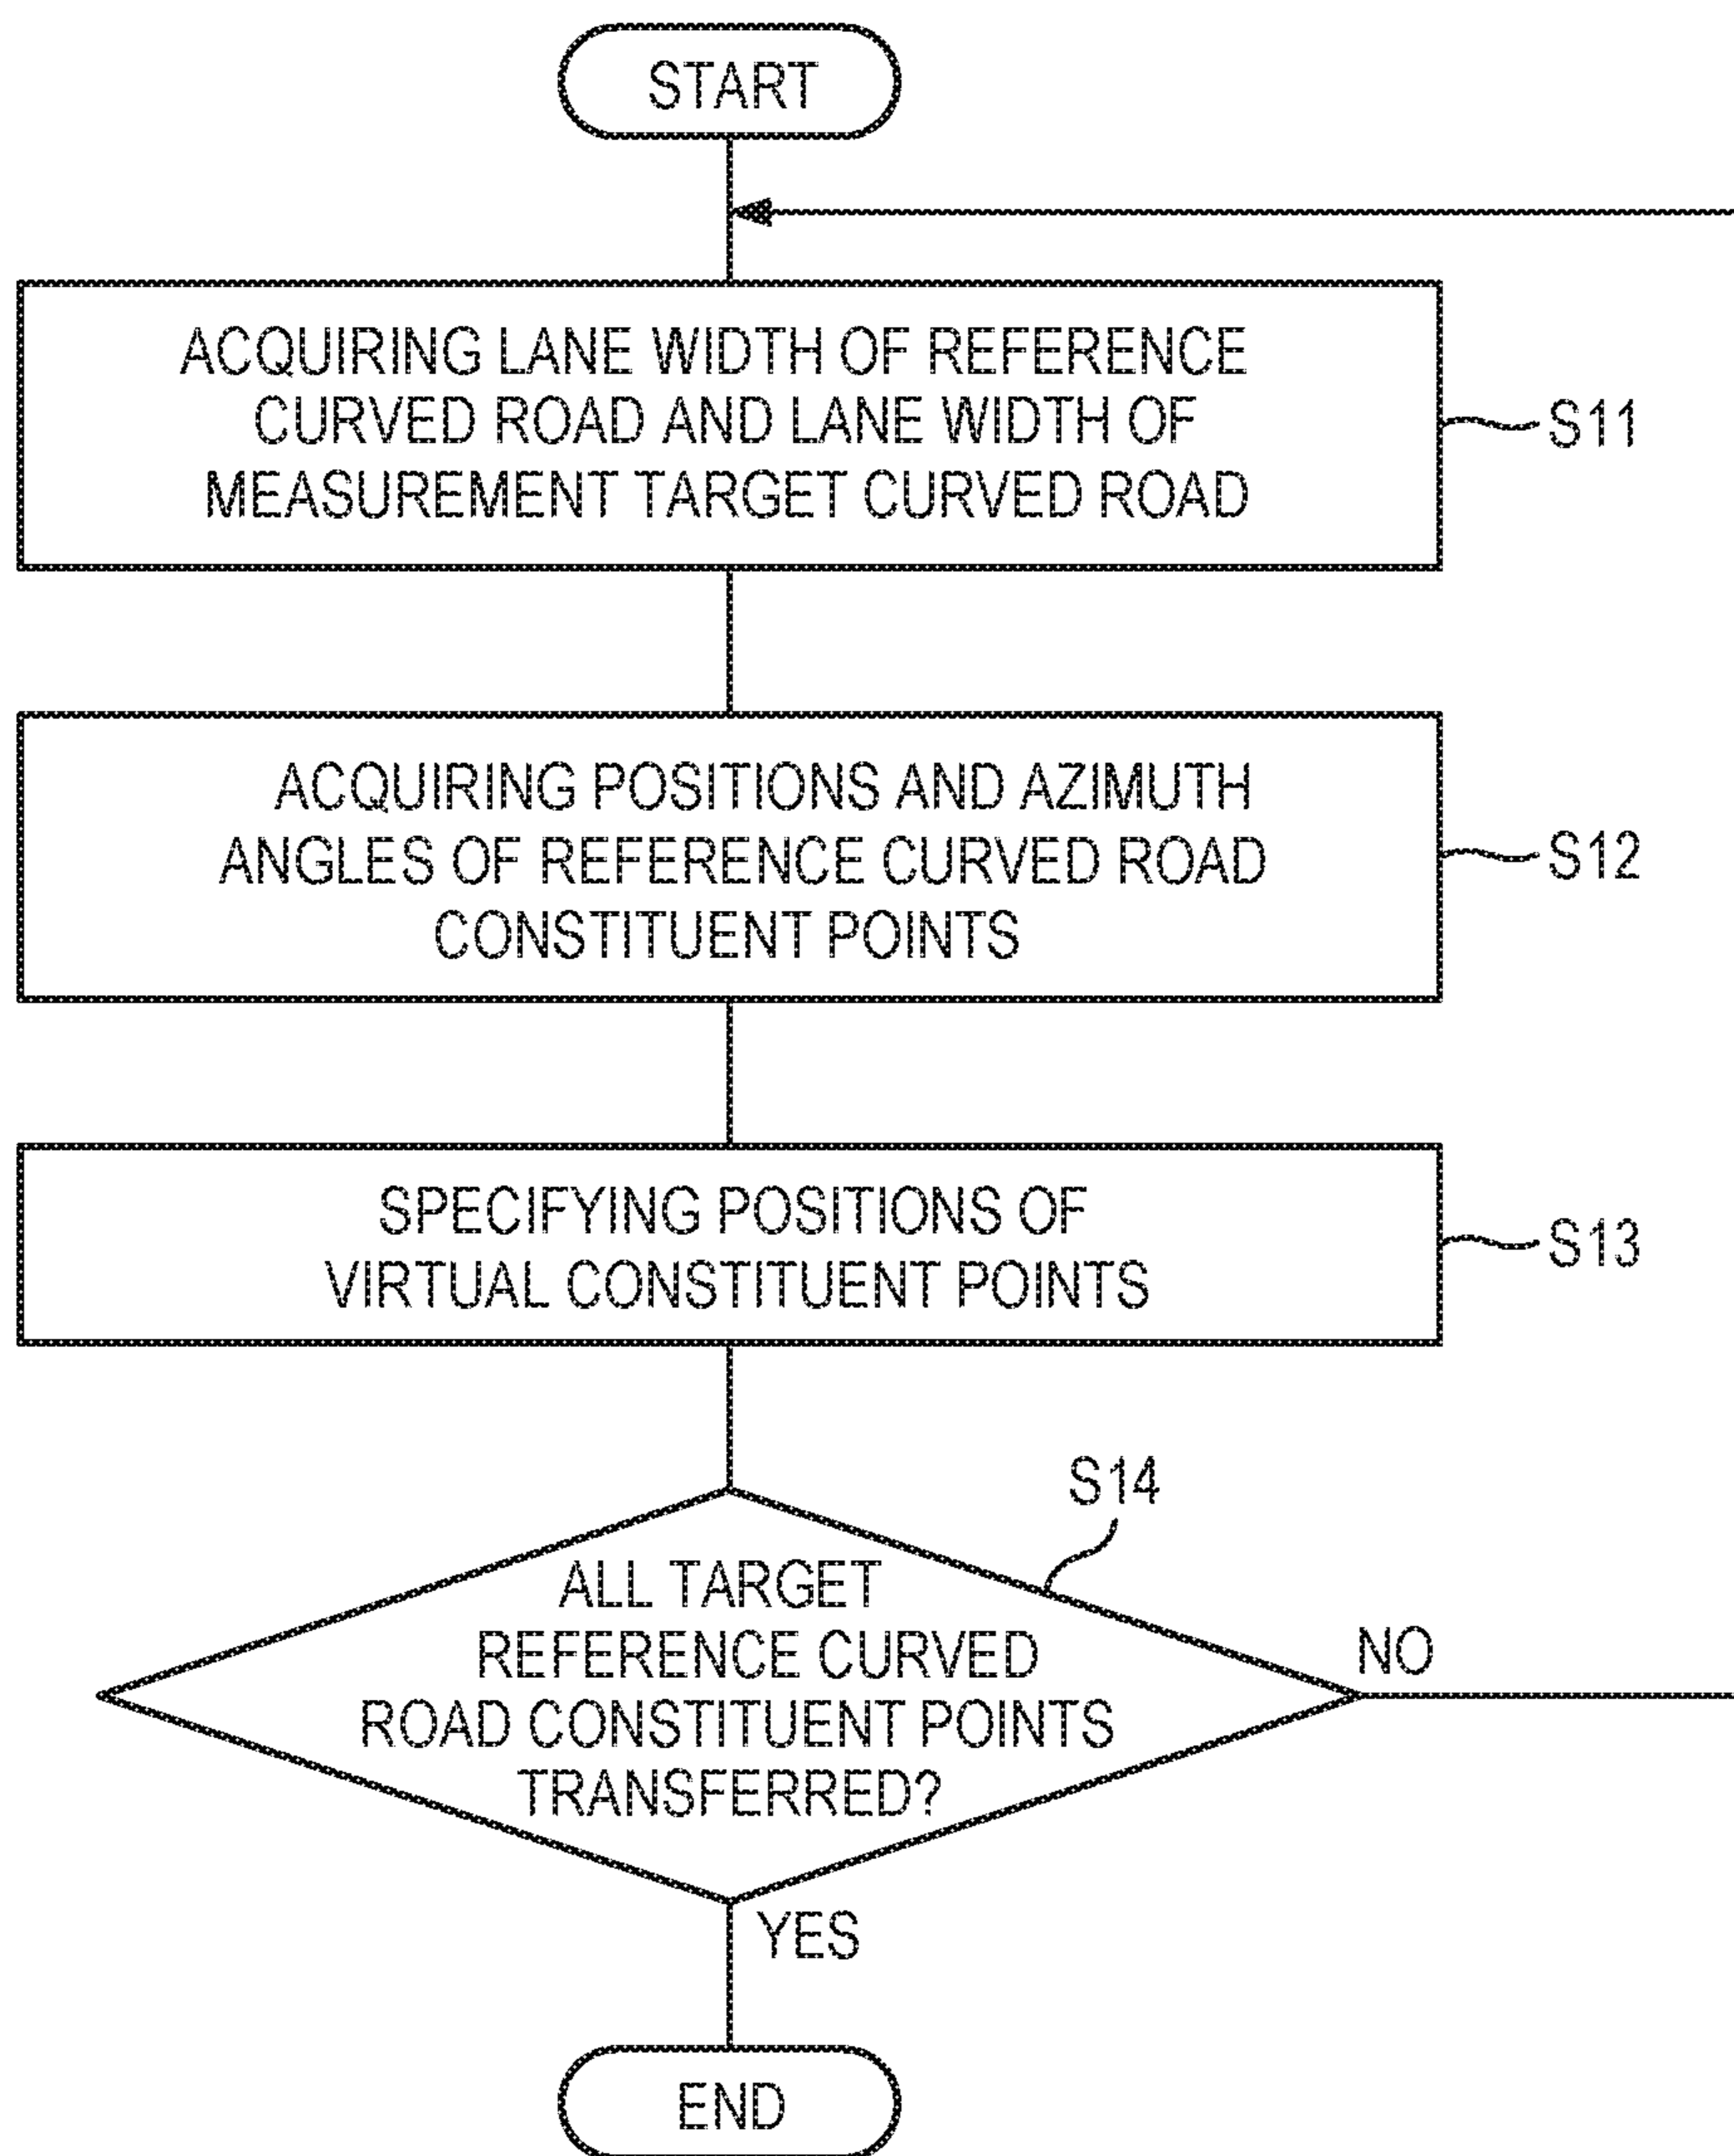 START
ACQUIRING LANE WIDTH OF REFERENCE
CURVED ROAD AND LANE WIDTH OF
MEASUREMENT TARGET CURVED ROAD
S11
ACQUIRING POSITIONS AND AZIMUTH
ANGLES OF REFERENCE CURVED ROAD
CONSTITUENT POINTS
S12
SPECIFYING POSITIONS OF
VIRTUAL CONSTITUENT POINTS
S13
S14
ALL TARGET
REFERENCE CURVED
ROAD CONSTITUENT POINTS
TRANSFERRED?
NO
YES
END